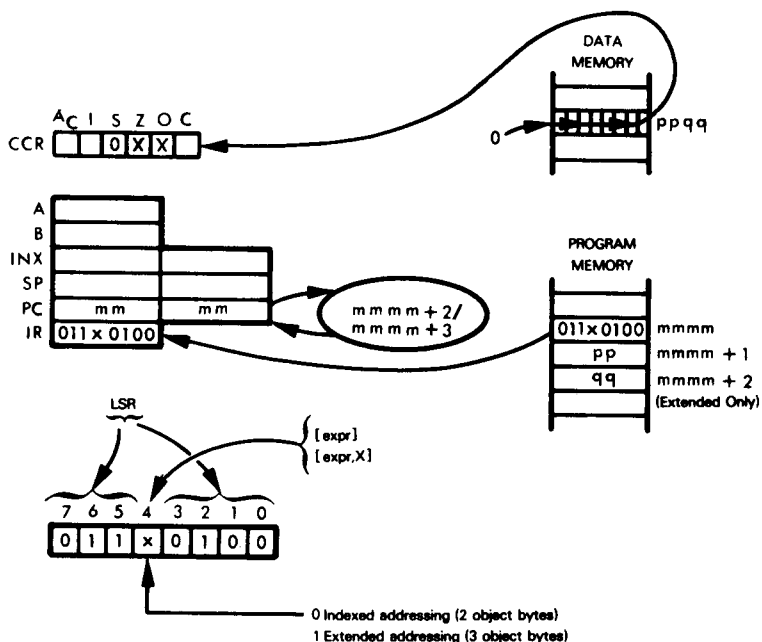 DATA
MEMORY
AC I S Z O C
CCR 0 X X
0
ppqq
A
B
INX
SP
PC mm mm
IR 011x0100
mmmm + 2/
mmmm + 3
PROGRAM
MEMORY
011x0100 mmmm
pp mmmm + 1
qq mmmm + 2
(Extended Only)
LSR
[expr]
[expr,X]
7 6 5 4 3 2 1 0
0 1 1 x 0 1 0 0
0 Indexed addressing (2 object bytes)
1 Extended addressing (3 object bytes)